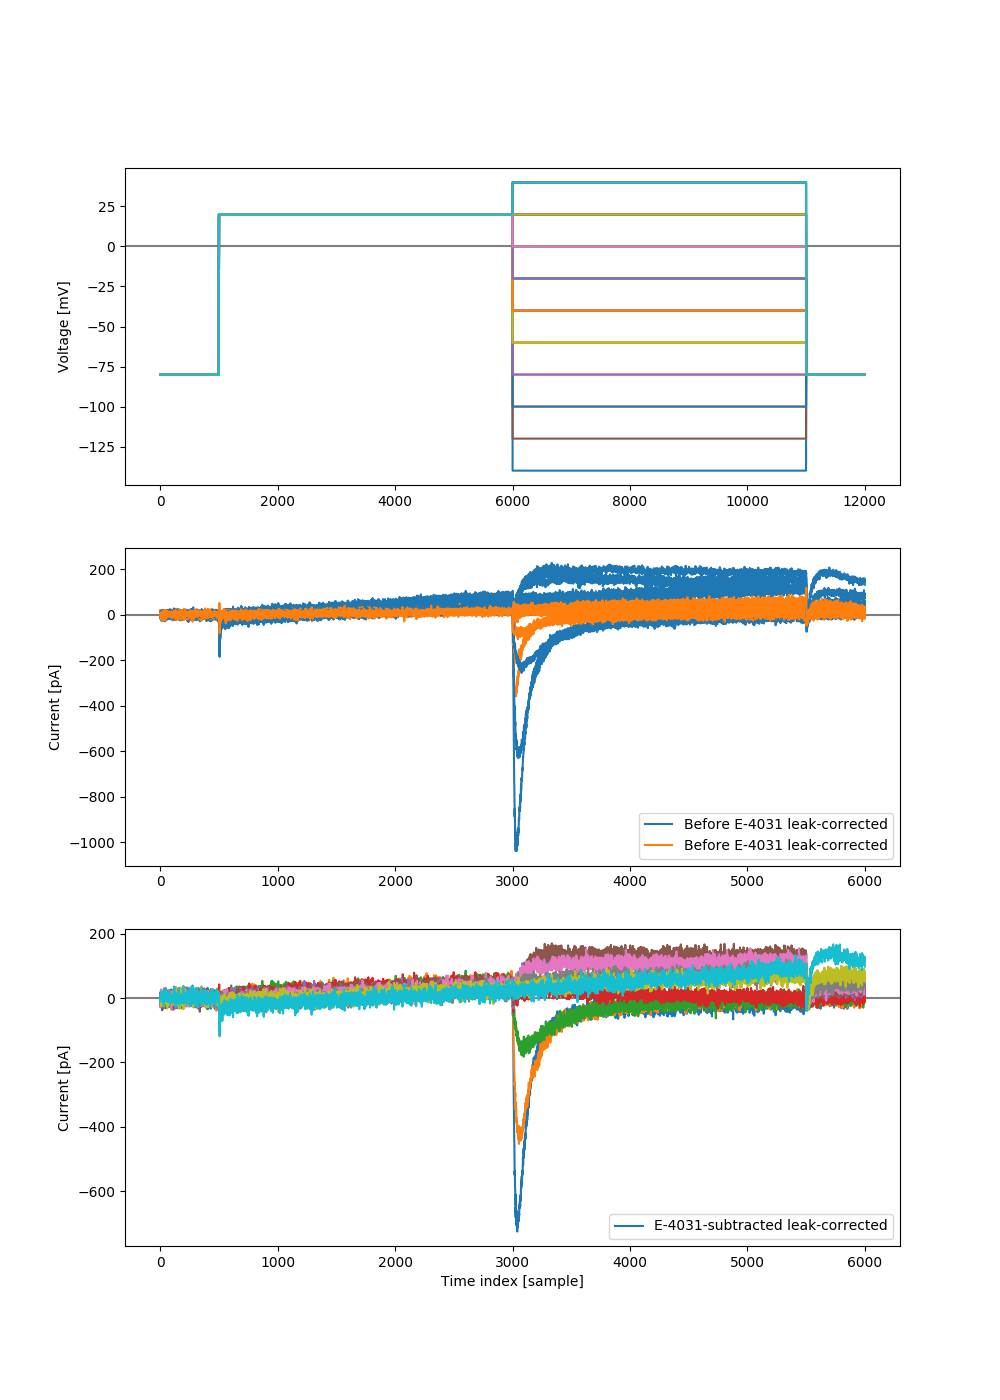 25
0
−25
−50
−75
−100
−125
Voltage [mV]
0 2000 4000 6000 8000 10000 12000
200
0
−200
−400
−600
−800
−1000
Current [pA]
Before E-4031 leak-corrected
Before E-4031 leak-corrected
0 1000 2000 3000 4000 5000 6000
200
0
−200
−400
−600
Current [pA]
E-4031-subtracted leak-corrected
0 1000 2000 3000 4000 5000 6000
Time index [sample]